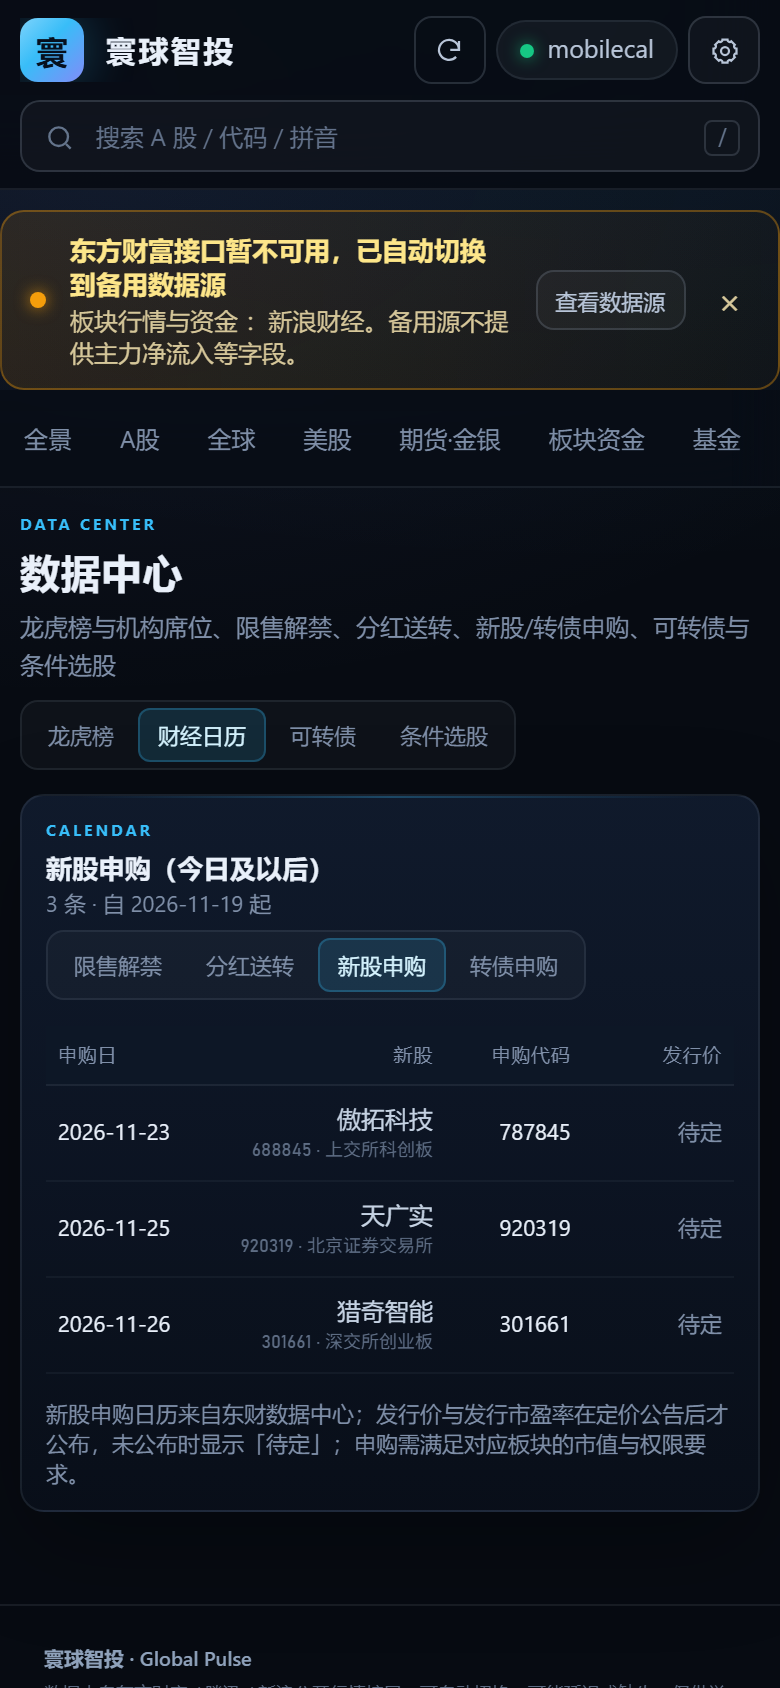 寰 寰球智投 mobilecal
搜索 A 股 / 代码 / 拼音 /
东方财富接口暂不可用，已自动切换
到备用数据源
板块行情与资金 ：新浪财经。备用源不提
供主力净流入等字段。
查看数据源 ✕
全景 A股 全球 美股 期货·金银 板块资金 基金
DATA CENTER
数据中心
龙虎榜与机构席位、限售解禁、分红送转、新股/转债申购、可转债与
条件选股
龙虎榜 财经日历 可转债 条件选股
CALENDAR
新股申购（今日及以后）
3 条 · 自 2026-11-19 起
限售解禁 分红送转 新股申购 转债申购
申购日 新股 申购代码 发行价
2026-11-23 傲拓科技 787845 待定
688845 · 上交所科创板
2026-11-25 天广实 920319 待定
920319 · 北京证券交易所
2026-11-26 猎奇智能 301661 待定
301661 · 深交所创业板
新股申购日历来自东财数据中心；发行价与发行市盈率在定价公告后才
公布，未公布时显示「待定」；申购需满足对应板块的市值与权限要
求。
寰球智投 · Global Pulse